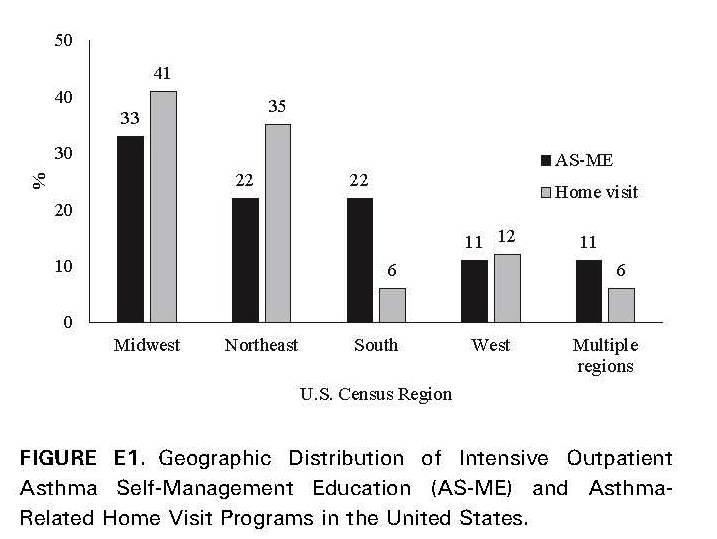 50
41
40
35
33
30
AS-ME
%
22
22
Home visit
20
11
12
11
10
6
6
0
Midwest
Northeast
South
West
Multiple
regions
U.S. Census Region
FIGURE E1. Geographic Distribution of Intensive Outpatient
Asthma Self-Management Education (AS-ME) and Asthma-
Related Home Visit Programs in the United States.